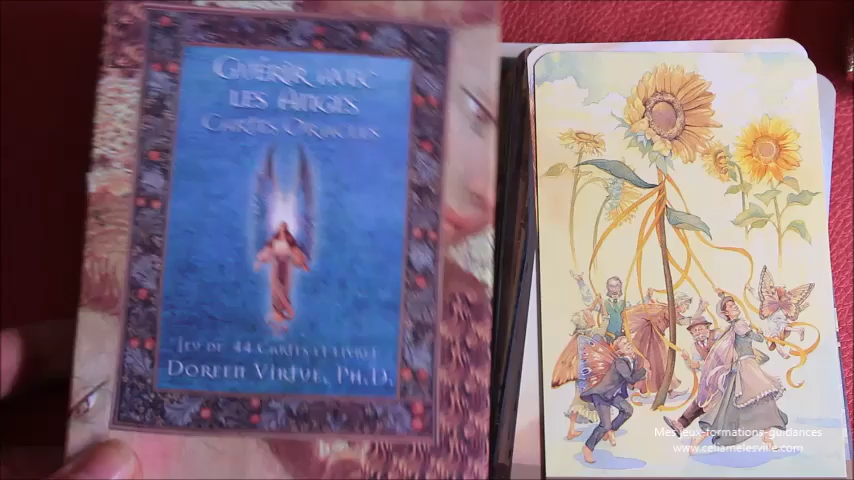 Guérir avec
les Anges
Cartes Oracles
Jeu de 44 cartes et livret
Doreen Virtue, Ph.D.
Mes-jeux-formations-guidances
www.celiamelesville.com